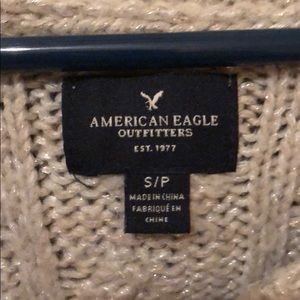 AMERICAN EAGLE
OUTFITTERS
EST. 1977
S/P
MADE IN CHINA
FABRIQUÉ EN
CHINE